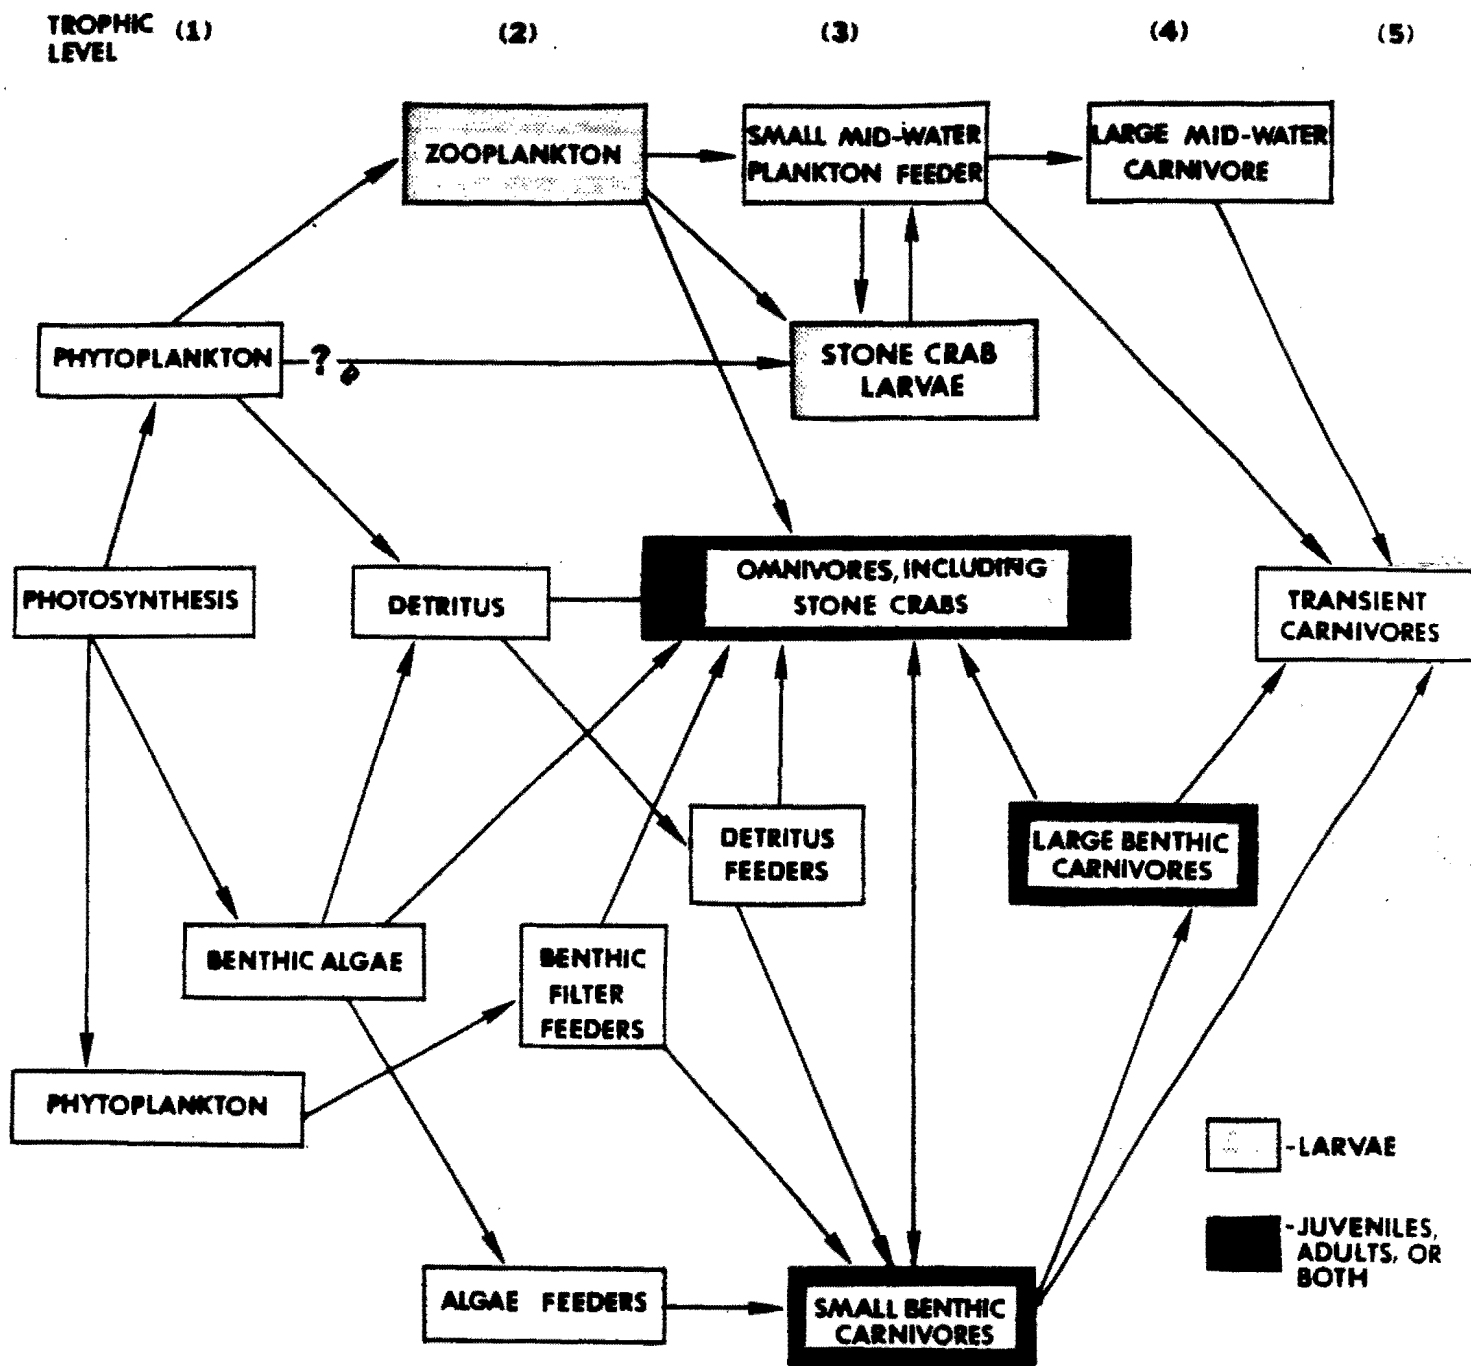 TROPHIC (1) (2) (3) (4) (5)
LEVEL
ZOOPLANKTON
SMALL MID-WATER
PLANKTON FEEDER
LARGE MID-WATER
CARNIVORE
PHYTOPLANKTON
?
STONE CRAB
LARVAE
PHOTOSYNTHESIS
DETRITUS
OMNIVORES, INCLUDING
STONE CRABS
TRANSIENT
CARNIVORES
DETRITUS
FEEDERS
LARGE BENTHIC
CARNIVORES
BENTHIC ALGAE
BENTHIC
FILTER
FEEDERS
PHYTOPLANKTON
ALGAE FEEDERS
SMALL BENTHIC
CARNIVORES
-LARVAE
-JUVENILES,
ADULTS, OR
BOTH